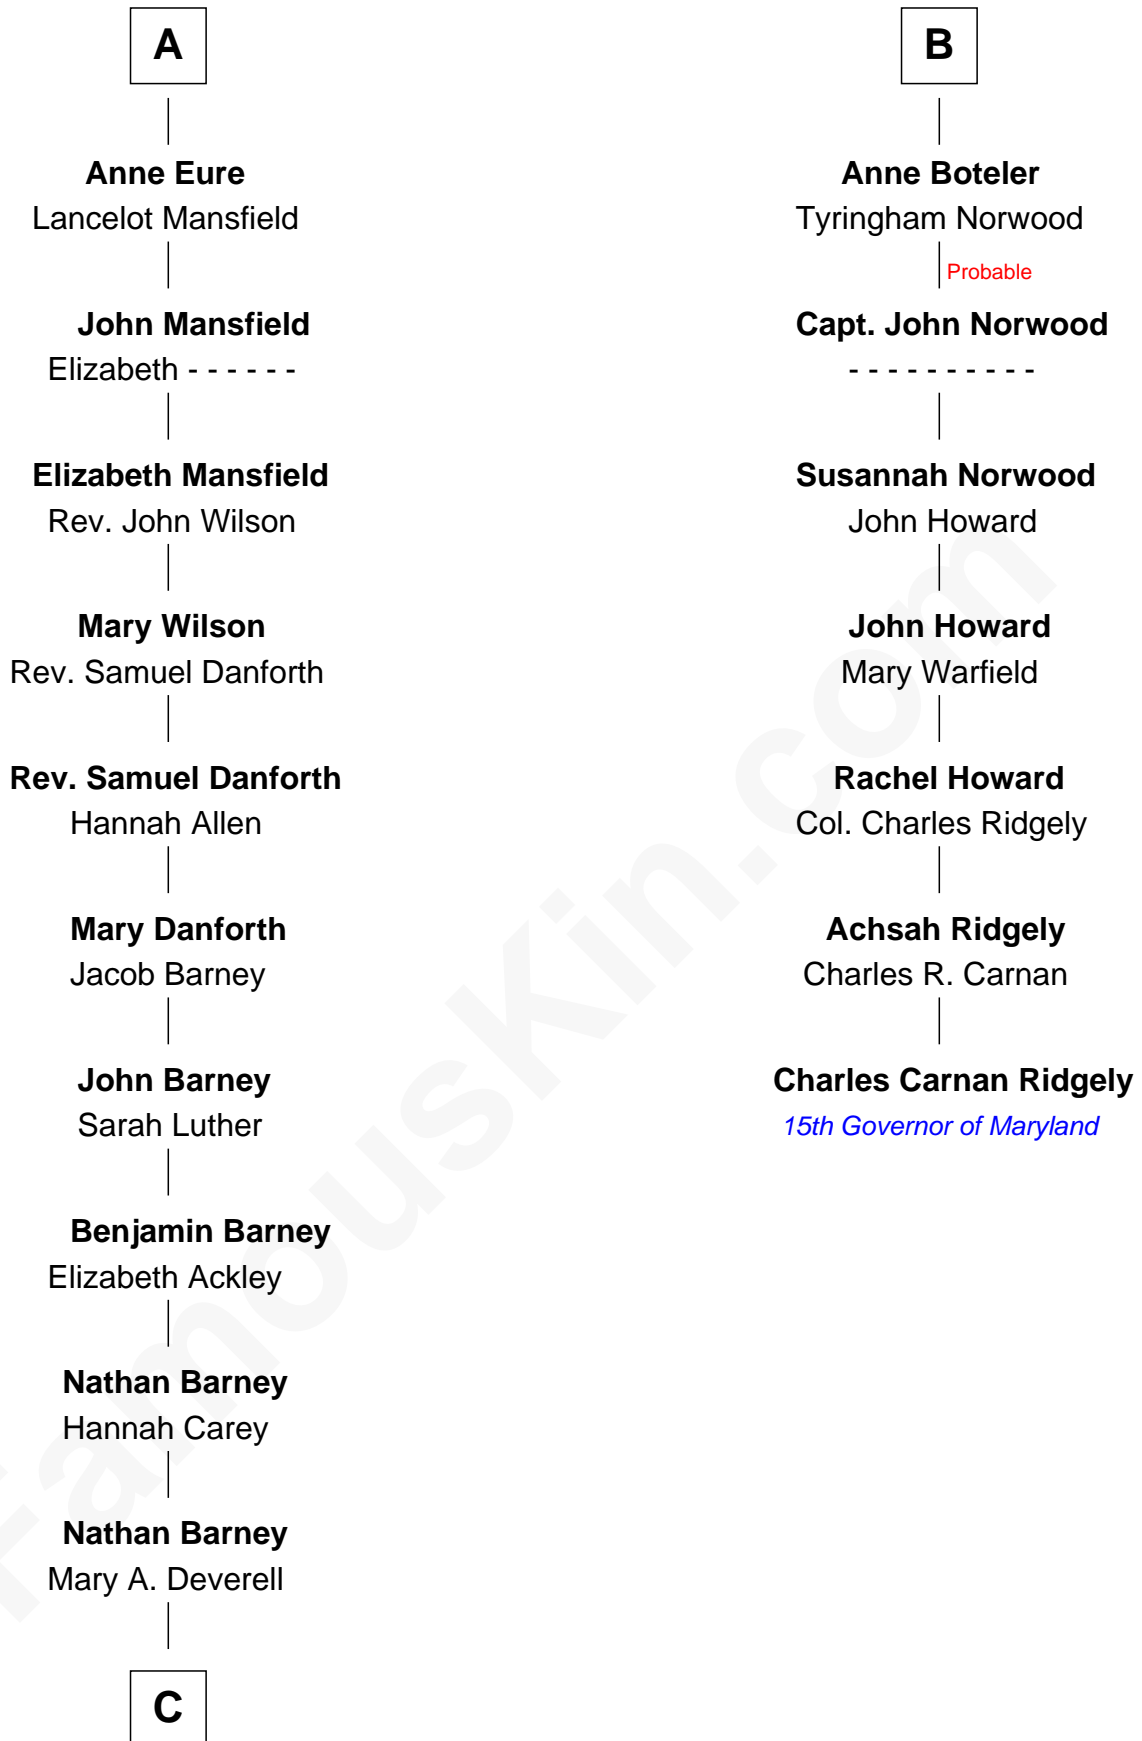 A
Anne Eure
Lancelot Mansfield
John Mansfield
Elizabeth - - - - - -
Elizabeth Mansfield
Rev. John Wilson
Mary Wilson
Rev. Samuel Danforth
Rev. Samuel Danforth
Hannah Allen
Mary Danforth
Jacob Barney
John Barney
Sarah Luther
Benjamin Barney
Elizabeth Ackley
Nathan Barney
Hannah Carey
Nathan Barney
Mary A. Deverell
C
B
Anne Boteler
Tyringham Norwood
Probable
Capt. John Norwood
- - - - - - - - - -
Susannah Norwood
John Howard
John Howard
Mary Warfield
Rachel Howard
Col. Charles Ridgely
Achsah Ridgely
Charles R. Carnan
Charles Carnan Ridgely
15th Governor of Maryland
FamousKin.com